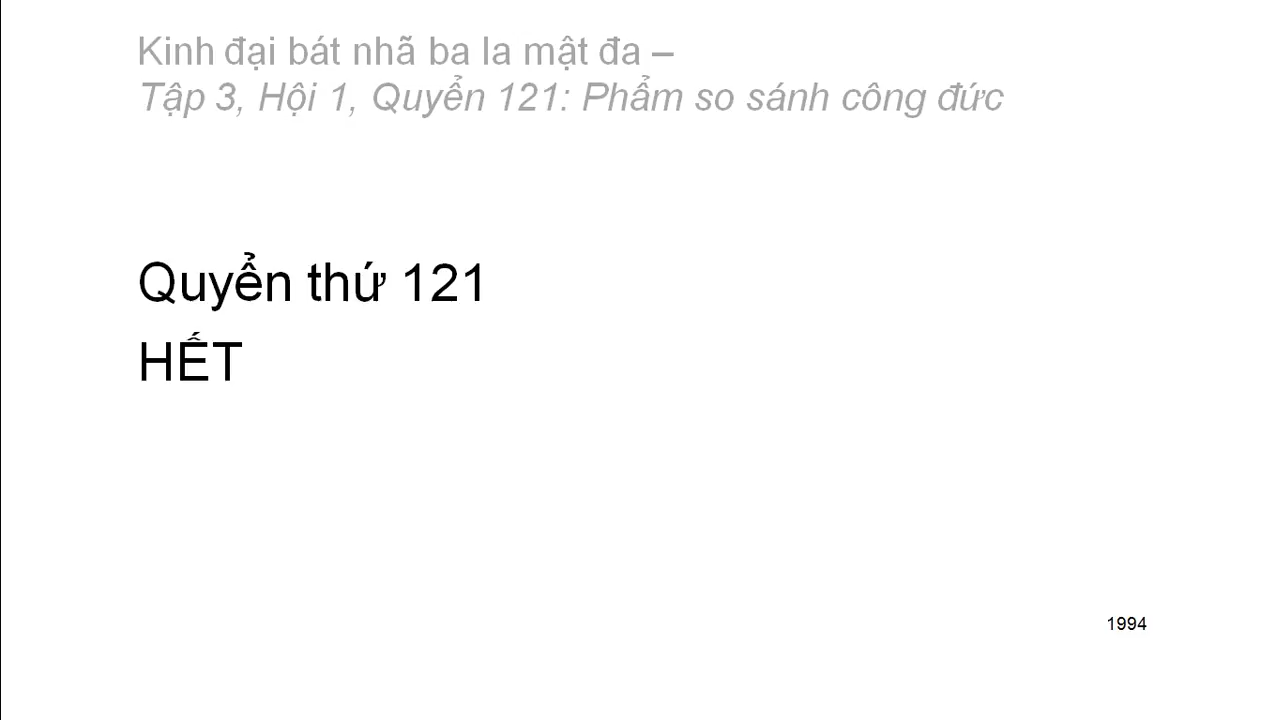 Kinh đại bát nhã ba la mật đa –
Tập 3, Hội 1, Quyển 121: Phẩm so sánh công đức
Quyển thứ 121
HẾT
1994